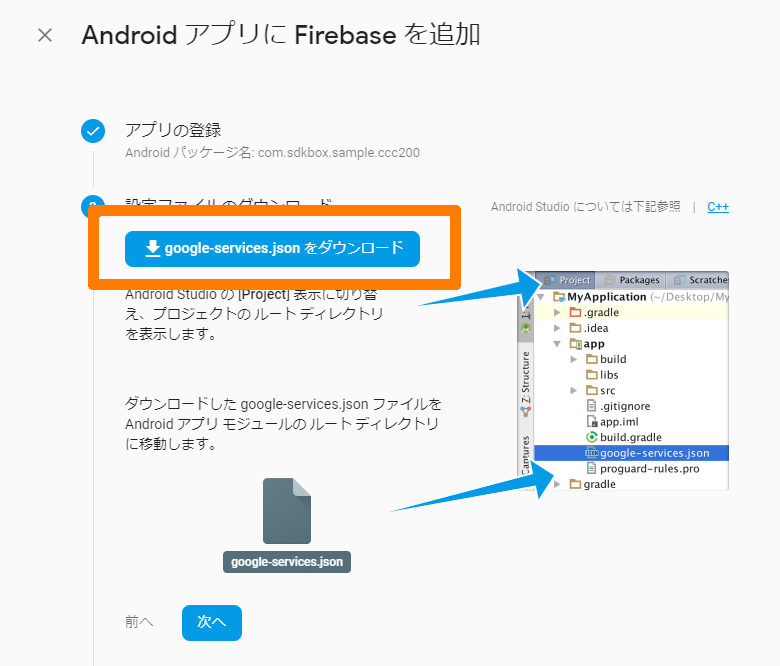 Android アプリに Firebase を追加
アプリの登録
Android パッケージ名: com.sdkbox.sample.ccc200
設定ファイルのダウンロード
Android Studio については下記参照 | C++
google-services.json をダウンロード
Android Studio の [Project] 表示に切り替
え、プロジェクトのルート ディレクトリ
を表示します。
ダウンロードした google-services.json ファイルを
Android アプリ モジュールのルート ディレクトリ
に移動します。
google-services.json
前へ
次へ
Project
Packages
Scratches
MyApplication (~/Desktop/My
.gradle
.idea
app
build
libs
src
.gitignore
app.iml
build.gradle
google-services.json
proguard-rules.pro
gradle
Z: Structure
Captures